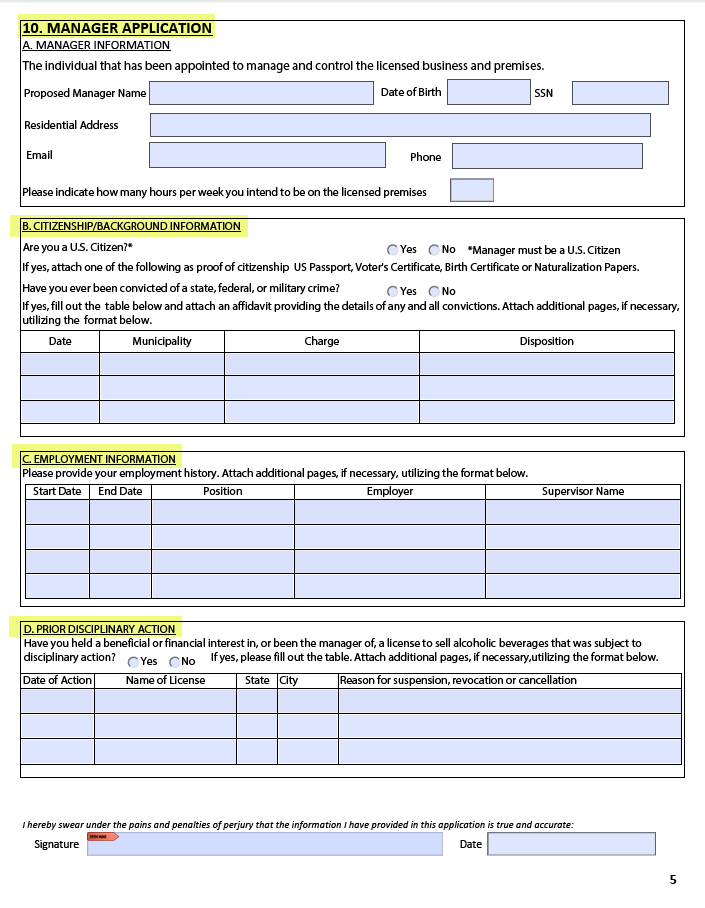 10. MANAGER APPLICATION
A. MANAGER INFORMATION
The individual that has been appointed to manage and control the licensed business and premises.
Proposed Manager Name Date of Birth SSN
Residential Address
Email Phone
Please indicate how many hours per week you intend to be on the licensed premises
B. CITIZENSHIP/BACKGROUND INFORMATION
Are you a U.S. Citizen?* Yes No *Manager must be a U.S. Citizen
If yes, attach one of the following as proof of citizenship US Passport, Voter's Certificate, Birth Certificate or Naturalization Papers.
Have you ever been convicted of a state, federal, or military crime? Yes No
If yes, fill out the table below and attach an affidavit providing the details of any and all convictions. Attach additional pages, if necessary,
utilizing the format below.
Date Municipality Charge Disposition
C. EMPLOYMENT INFORMATION
Please provide your employment history. Attach additional pages, if necessary, utilizing the format below.
Start Date End Date Position Employer Supervisor Name
D. PRIOR DISCIPLINARY ACTION
Have you held a beneficial or financial interest in, or been the manager of, a license to sell alcoholic beverages that was subject to
disciplinary action? Yes No If yes, please fill out the table. Attach additional pages, if necessary,utilizing the format below.
Date of Action Name of License State City Reason for suspension, revocation or cancellation
I hereby swear under the pains and penalties of perjury that the information I have provided in this application is true and accurate:
Signature Date
5